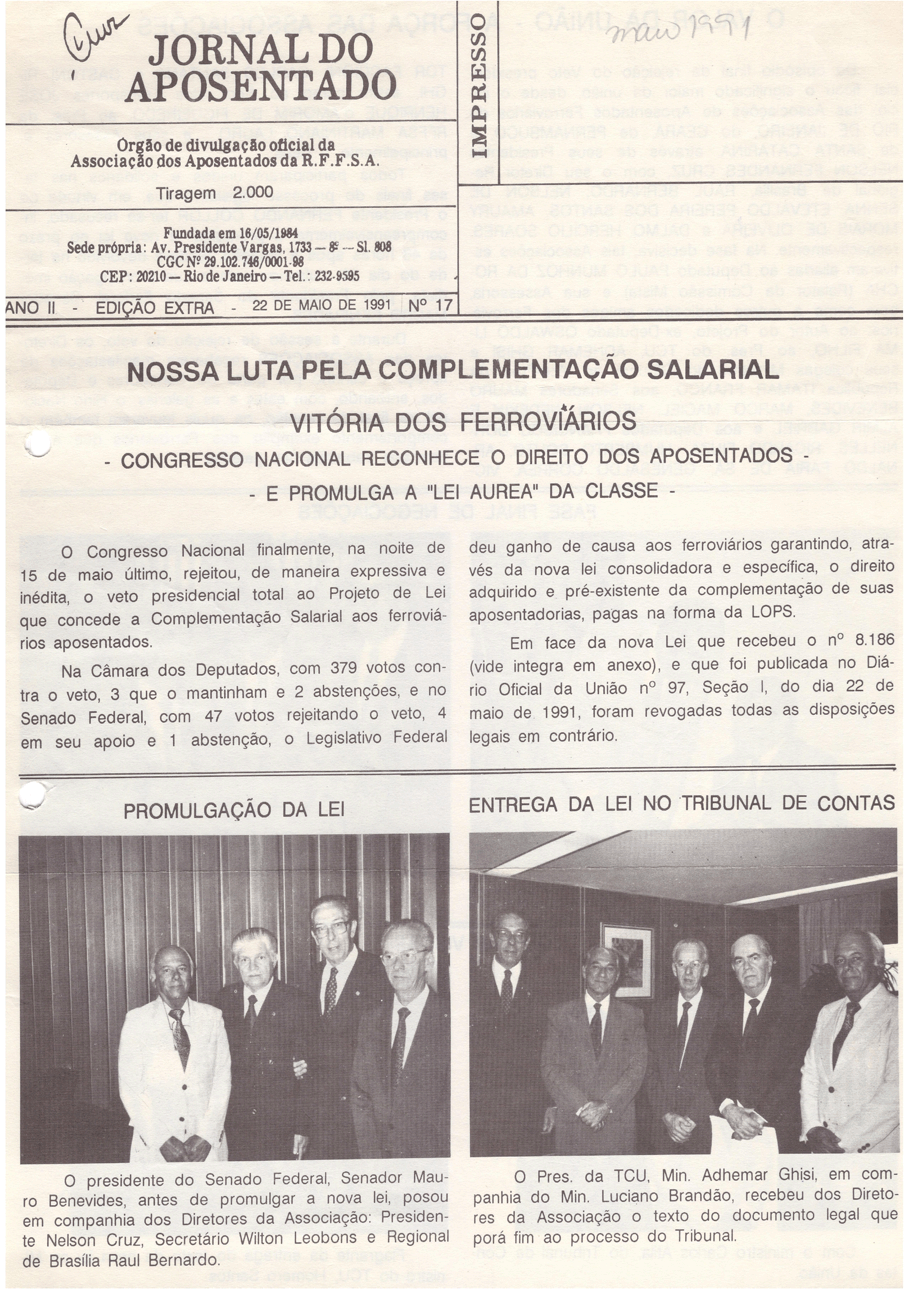 Cruz
JORNAL DO
APOSENTADO
Orgão de divulgação oficial da
Associação dos Aposentados da R.F.F.S.A.
Tiragem 2.000
Fundada em 16/05/1984
Sede própria: Av. Presidente Vargas, 1733 – 8º – Sl. 808
CGC Nº 29.102.746/0001-98
CEP: 20210 – Rio de Janeiro – Tel.: 232-9595
IMPRESSO
maio 1991
ANO II - EDIÇÃO EXTRA - 22 DE MAIO DE 1991 Nº 17
NOSSA LUTA PELA COMPLEMENTAÇÃO SALARIAL
VITÓRIA DOS FERROVIÁRIOS
- CONGRESSO NACIONAL RECONHECE O DIREITO DOS APOSENTADOS -
- E PROMULGA A "LEI AUREA" DA CLASSE -
O Congresso Nacional finalmente, na noite de
15 de maio último, rejeitou, de maneira expressiva e
inédita, o veto presidencial total ao Projeto de Lei
que concede a Complementação Salarial aos ferroviá-
rios aposentados.
Na Câmara dos Deputados, com 379 votos con-
tra o veto, 3 que o mantinham e 2 abstenções, e no
Senado Federal, com 47 votos rejeitando o veto, 4
em seu apoio e 1 abstenção, o Legislativo Federal
deu ganho de causa aos ferroviários garantindo, atra-
vés da nova lei consolidadora e específica, o direito
adquirido e pré-existente da complementação de suas
aposentadorias, pagas na forma da LOPS.
Em face da nova Lei que recebeu o nº 8.186
(vide integra em anexo), e que foi publicada no Diá-
rio Oficial da União nº 97, Seção I, do dia 22 de
maio de 1991, foram revogadas todas as disposições
legais em contrário.
PROMULGAÇÃO DA LEI
O presidente do Senado Federal, Senador Mau-
ro Benevides, antes de promulgar a nova lei, posou
em companhia dos Diretores da Associação: Presiden-
te Nelson Cruz, Secretário Wilton Leobons e Regional
de Brasília Raul Bernardo.
ENTREGA DA LEI NO TRIBUNAL DE CONTAS
O Pres. da TCU, Min. Adhemar Ghisi, em com-
panhia do Min. Luciano Brandão, recebeu dos Direto-
res da Associação o texto do documento legal que
porá fim ao processo do Tribunal.